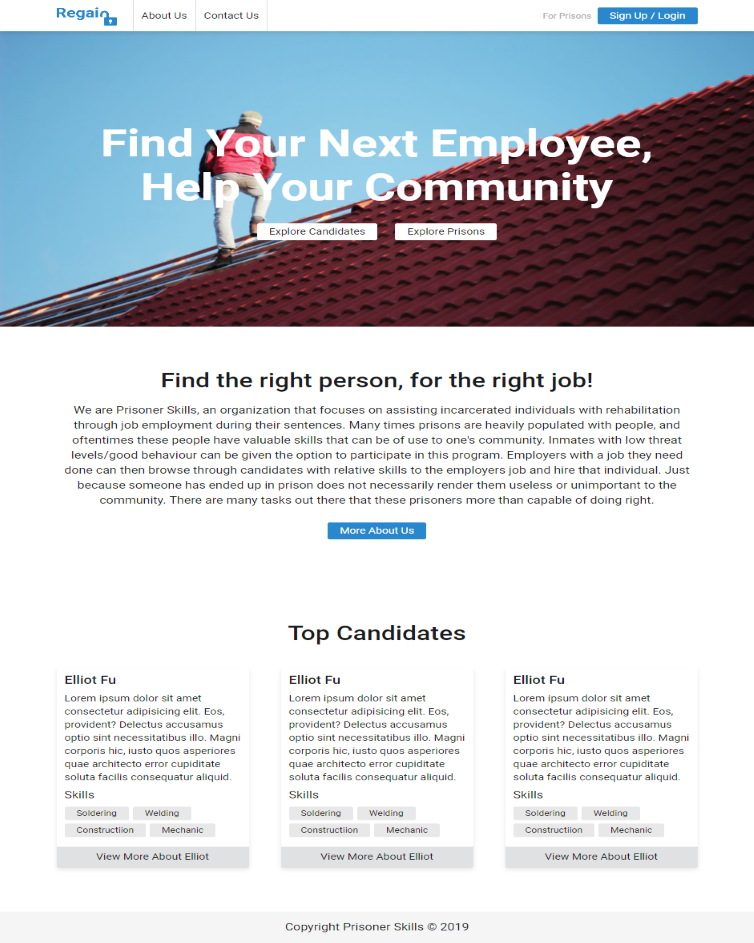 Regain
About Us
Contact Us
For Prisons
Sign Up / Login
Find Your Next Employee,
Help Your Community
Explore Candidates
Explore Prisons
Find the right person, for the right job!
We are Prisoner Skills, an organization that focuses on assisting incarcerated individuals with rehabilitation
through job employment during their sentences. Many times prisons are heavily populated with people, and
oftentimes these people have valuable skills that can be of use to one's community. Inmates with low threat
levels/good behaviour can be given the option to participate in this program. Employers with a job they need
done can then browse through candidates with relative skills to the employers job and hire that individual. Just
because someone has ended up in prison does not necessarily render them useless or unimportant to the
community. There are many tasks out there that these prisoners more than capable of doing right.
More About Us
Top Candidates
Elliot Fu
Lorem ipsum dolor sit amet
consectetur adipisicing elit. Eos,
provident? Delectus accusamus
optio sint necessitatibus illo. Magni
corporis hic, iusto quos asperiores
quae architecto error cupiditate
soluta facilis consequatur aliquid.
Skills
Soldering
Welding
Constructiion
Mechanic
View More About Elliot
Elliot Fu
Lorem ipsum dolor sit amet
consectetur adipisicing elit. Eos,
provident? Delectus accusamus
optio sint necessitatibus illo. Magni
corporis hic, iusto quos asperiores
quae architecto error cupiditate
soluta facilis consequatur aliquid.
Skills
Soldering
Welding
Constructiion
Mechanic
View More About Elliot
Elliot Fu
Lorem ipsum dolor sit amet
consectetur adipisicing elit. Eos,
provident? Delectus accusamus
optio sint necessitatibus illo. Magni
corporis hic, iusto quos asperiores
quae architecto error cupiditate
soluta facilis consequatur aliquid.
Skills
Soldering
Welding
Constructiion
Mechanic
View More About Elliot
Copyright Prisoner Skills © 2019